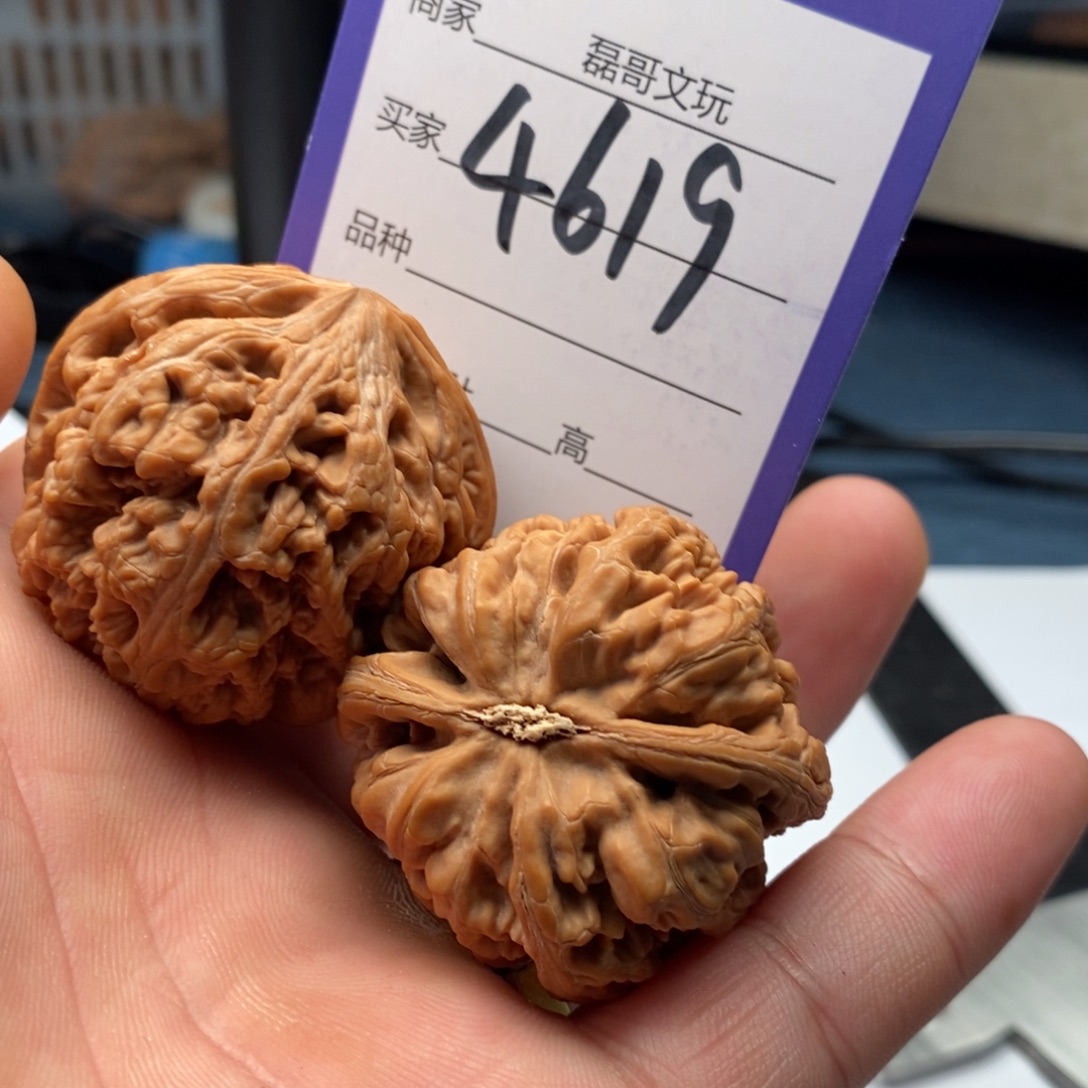 商家 磊哥文玩
买家 4619
品种
高